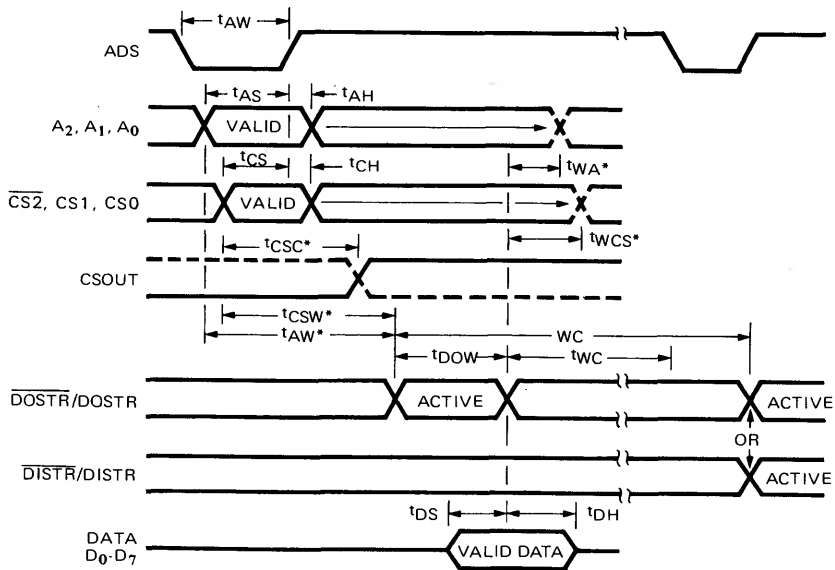 tAW
ADS
tAS tAH
A2, A1, A0 VALID
tCS tCH tWA*
CS2, CS1, CS0 VALID
tCSC* tWCS*
CSOUT
tCSW*
tAW* WC
tDOW tWC
DOSTR/DOSTR ACTIVE ACTIVE
OR
DISTR/DISTR ACTIVE
tDS tDH
DATA
D0-D7 VALID DATA